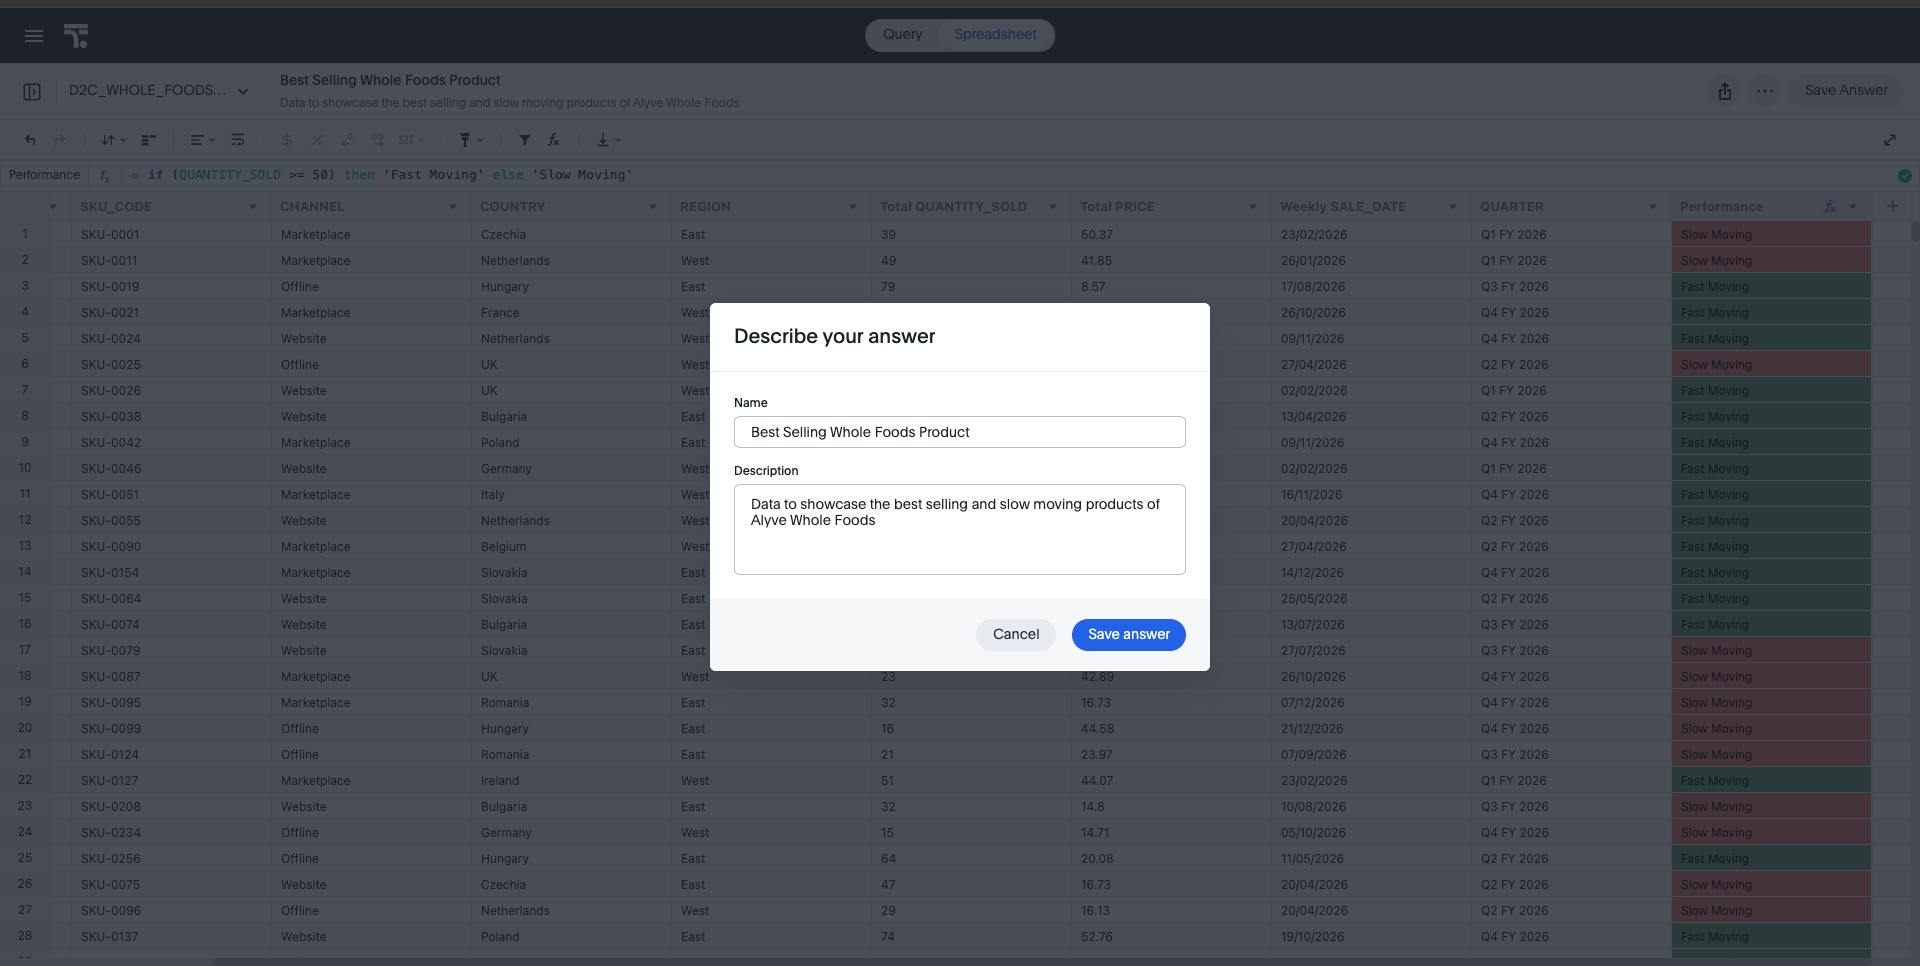 Query Spreadsheet
D2C_WHOLE_FOODS...
Best Selling Whole Foods Product
Data to showcase the best selling and slow moving products of Alyve Whole Foods
Save Answer
$ % .0 .00 123
Performance fx = if (QUANTITY_SOLD >= 50) then 'Fast Moving' else 'Slow Moving'
SKU_CODE CHANNEL COUNTRY REGION Total QUANTITY_SOLD Total PRICE Weekly SALE_DATE QUARTER Performance fx +
1 SKU-0001 Marketplace Czechia East 39 50.37 23/02/2026 Q1 FY 2026 Slow Moving
2 SKU-0011 Marketplace Netherlands West 49 41.85 26/01/2026 Q1 FY 2026 Slow Moving
3 SKU-0019 Offline Hungary East 79 8.57 17/08/2026 Q3 FY 2026 Fast Moving
4 SKU-0021 Marketplace France West 26/10/2026 Q4 FY 2026 Fast Moving
5 SKU-0024 Website Netherlands West 09/11/2026 Q4 FY 2026 Fast Moving
6 SKU-0025 Offline UK West 27/04/2026 Q2 FY 2026 Slow Moving
7 SKU-0026 Website UK West 02/02/2026 Q1 FY 2026 Fast Moving
8 SKU-0038 Website Bulgaria East 13/04/2026 Q2 FY 2026 Fast Moving
9 SKU-0042 Marketplace Poland East 09/11/2026 Q4 FY 2026 Fast Moving
10 SKU-0046 Website Germany West 02/02/2026 Q1 FY 2026 Fast Moving
11 SKU-0051 Marketplace Italy West 16/11/2026 Q4 FY 2026 Fast Moving
12 SKU-0055 Website Netherlands West 20/04/2026 Q2 FY 2026 Fast Moving
13 SKU-0090 Marketplace Belgium West 27/04/2026 Q2 FY 2026 Fast Moving
14 SKU-0154 Marketplace Slovakia East 14/12/2026 Q4 FY 2026 Fast Moving
15 SKU-0064 Website Slovakia East 25/05/2026 Q2 FY 2026 Fast Moving
16 SKU-0074 Website Bulgaria East 13/07/2026 Q3 FY 2026 Fast Moving
17 SKU-0079 Website Slovakia East 27/07/2026 Q3 FY 2026 Slow Moving
18 SKU-0087 Marketplace UK West 23 42.89 26/10/2026 Q4 FY 2026 Slow Moving
19 SKU-0095 Marketplace Romania East 32 16.73 07/12/2026 Q4 FY 2026 Slow Moving
20 SKU-0099 Offline Hungary East 16 44.58 21/12/2026 Q4 FY 2026 Slow Moving
21 SKU-0124 Offline Romania East 21 23.97 07/09/2026 Q3 FY 2026 Slow Moving
22 SKU-0127 Marketplace Ireland West 51 44.07 23/02/2026 Q1 FY 2026 Fast Moving
23 SKU-0208 Website Bulgaria East 32 14.8 10/08/2026 Q3 FY 2026 Slow Moving
24 SKU-0234 Offline Germany West 15 14.71 05/10/2026 Q4 FY 2026 Slow Moving
25 SKU-0256 Offline Hungary East 64 20.08 11/05/2026 Q2 FY 2026 Fast Moving
26 SKU-0075 Website Czechia East 47 16.73 20/04/2026 Q2 FY 2026 Slow Moving
27 SKU-0096 Offline Netherlands West 29 16.13 20/04/2026 Q2 FY 2026 Slow Moving
28 SKU-0137 Website Poland East 74 52.76 19/10/2026 Q4 FY 2026 Fast Moving
Describe your answer
Name
Best Selling Whole Foods Product
Description
Data to showcase the best selling and slow moving products of
Alyve Whole Foods
Cancel Save answer